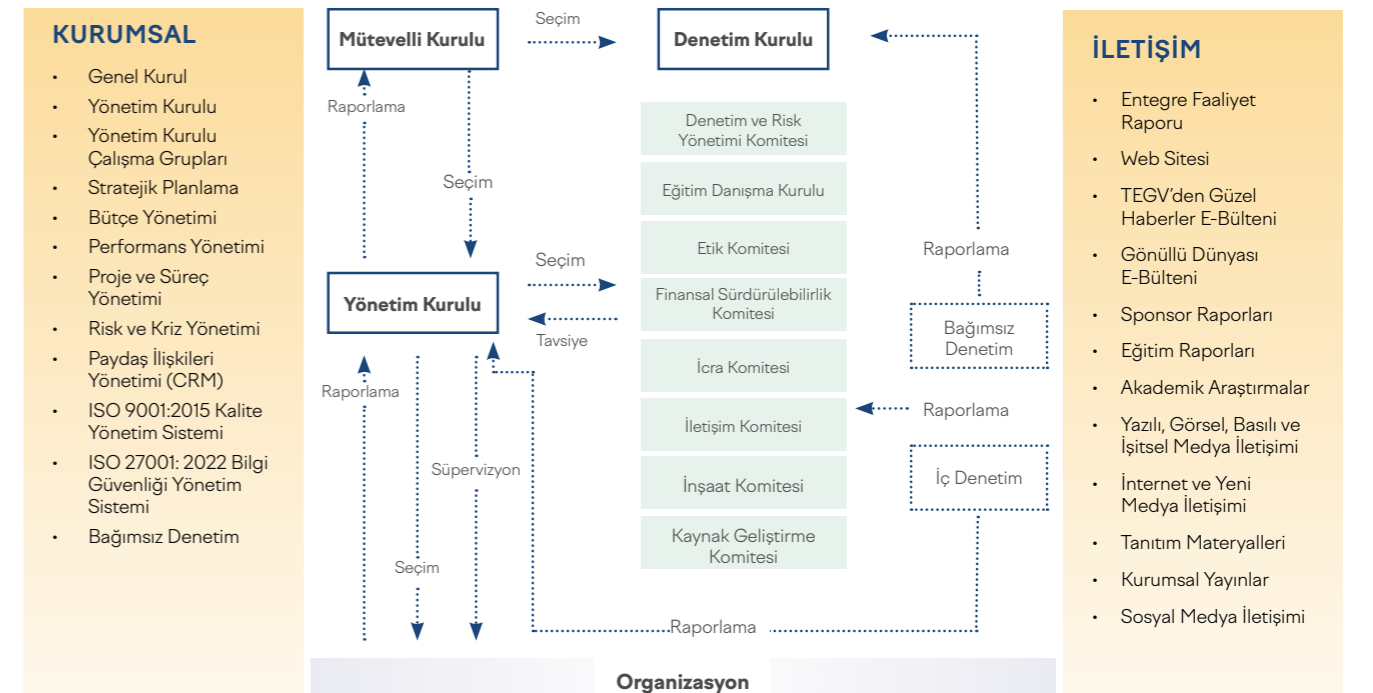 KURUMSAL
• Genel Kurul
• Yönetim Kurulu
• Yönetim Kurulu
Çalışma Grupları
• Stratejik Planlama
• Bütçe Yönetimi
• Performans Yönetimi
• Proje ve Süreç
Yönetimi
• Risk ve Kriz Yönetimi
• Paydaş İlişkileri
Yönetimi (CRM)
• ISO 9001:2015 Kalite
Yönetim Sistemi
• ISO 27001: 2022 Bilgi
Güvenliği Yönetim
Sistemi
• Bağımsız Denetim
Mütevelli Kurulu
Seçim
Denetim Kurulu
Raporlama
Seçim
Yönetim Kurulu
Seçim
Tavsiye
Raporlama
Süpervizyon
Seçim
Denetim ve Risk
Yönetimi Komitesi
Eğitim Danışma Kurulu
Etik Komitesi
Finansal Sürdürülebilirlik
Komitesi
İcra Komitesi
İletişim Komitesi
İnşaat Komitesi
Kaynak Geliştirme
Komitesi
Raporlama
Bağımsız
Denetim
Raporlama
İç Denetim
Raporlama
Organizasyon
İLETİŞİM
• Entegre Faaliyet
Raporu
• Web Sitesi
• TEGV’den Güzel
Haberler E-Bülteni
• Gönüllü Dünyası
E-Bülteni
• Sponsor Raporları
• Eğitim Raporları
• Akademik Araştırmalar
• Yazılı, Görsel, Basılı ve
İşitsel Medya İletişimi
• İnternet ve Yeni
Medya İletişimi
• Tanıtım Materyalleri
• Kurumsal Yayınlar
• Sosyal Medya İletişimi